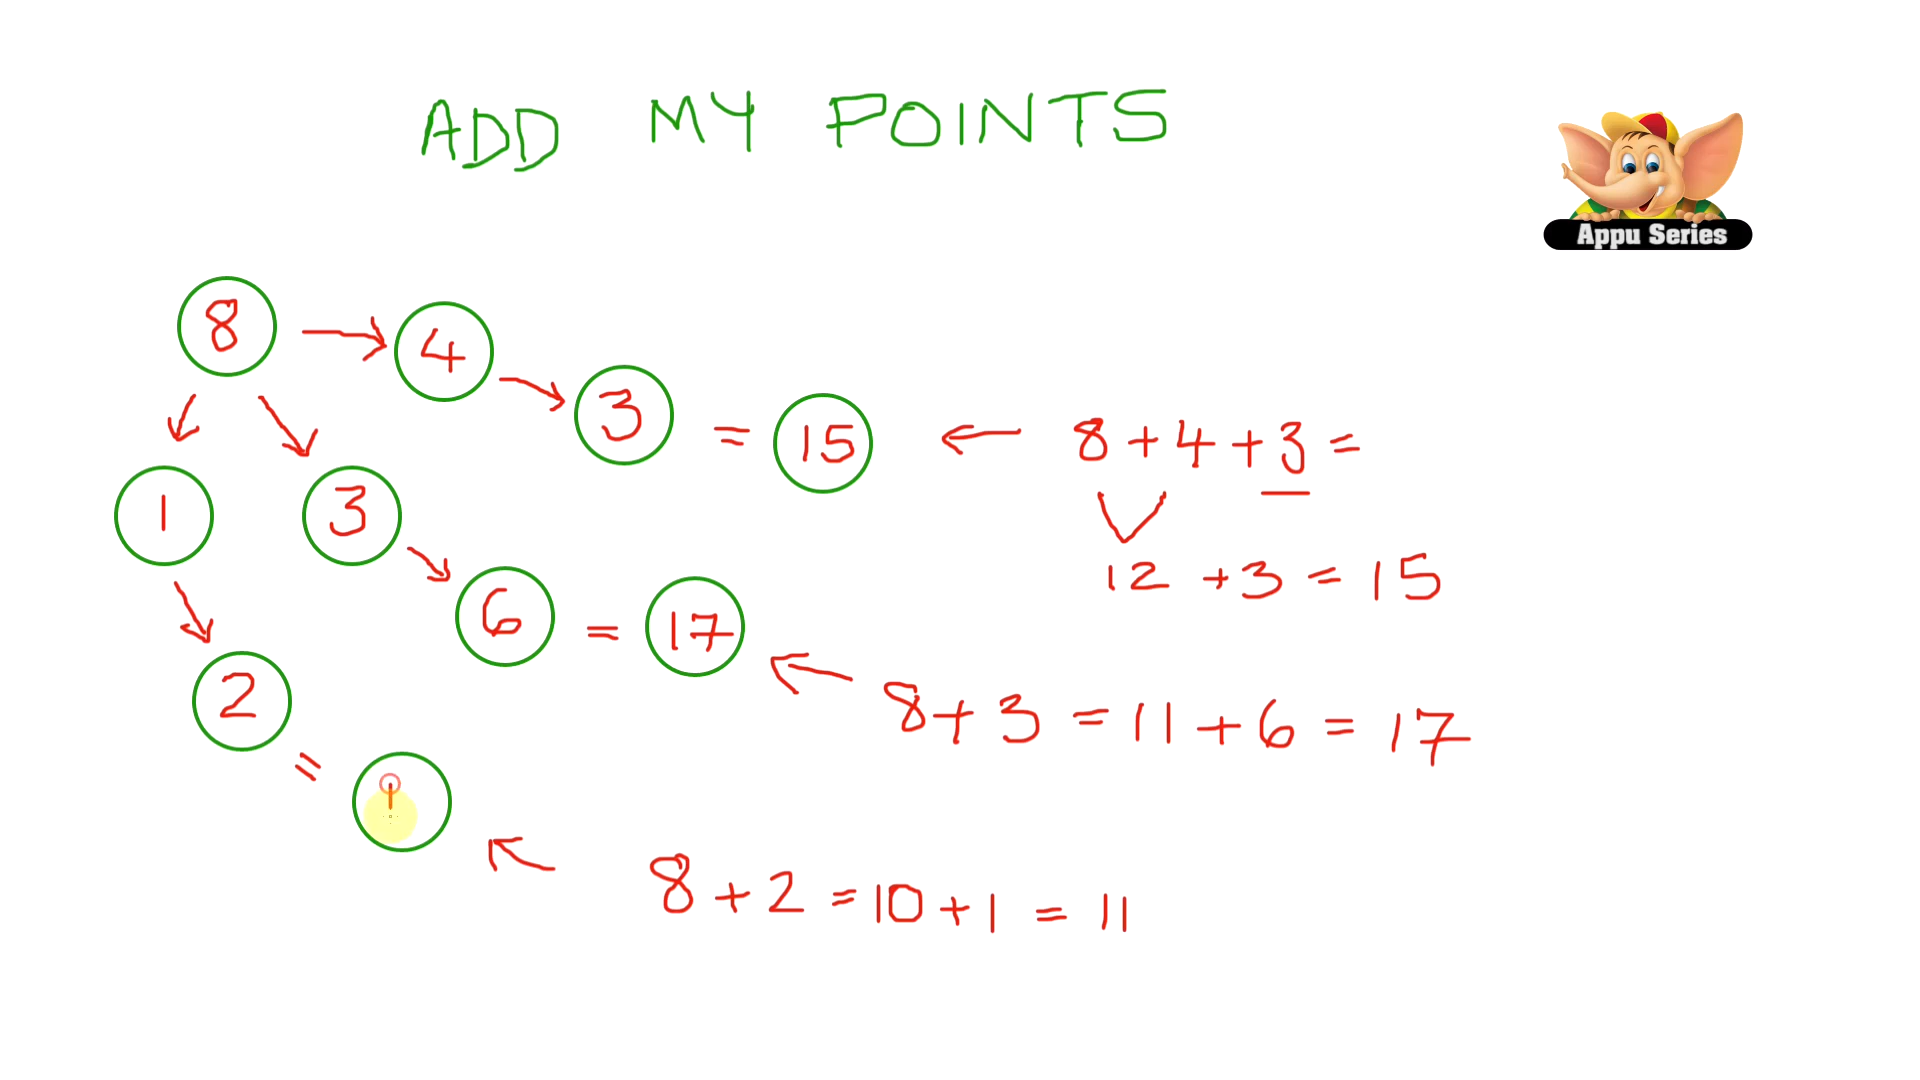 ADD MY POINTS
Appu Series
8 → 4 → 3 = 15 ← 8 + 4 + 3 =
12 + 3 = 15
1 3 6 = 17 ← 8 + 3 = 11 + 6 = 17
2 = 1 ← 8 + 2 = 10 + 1 = 11